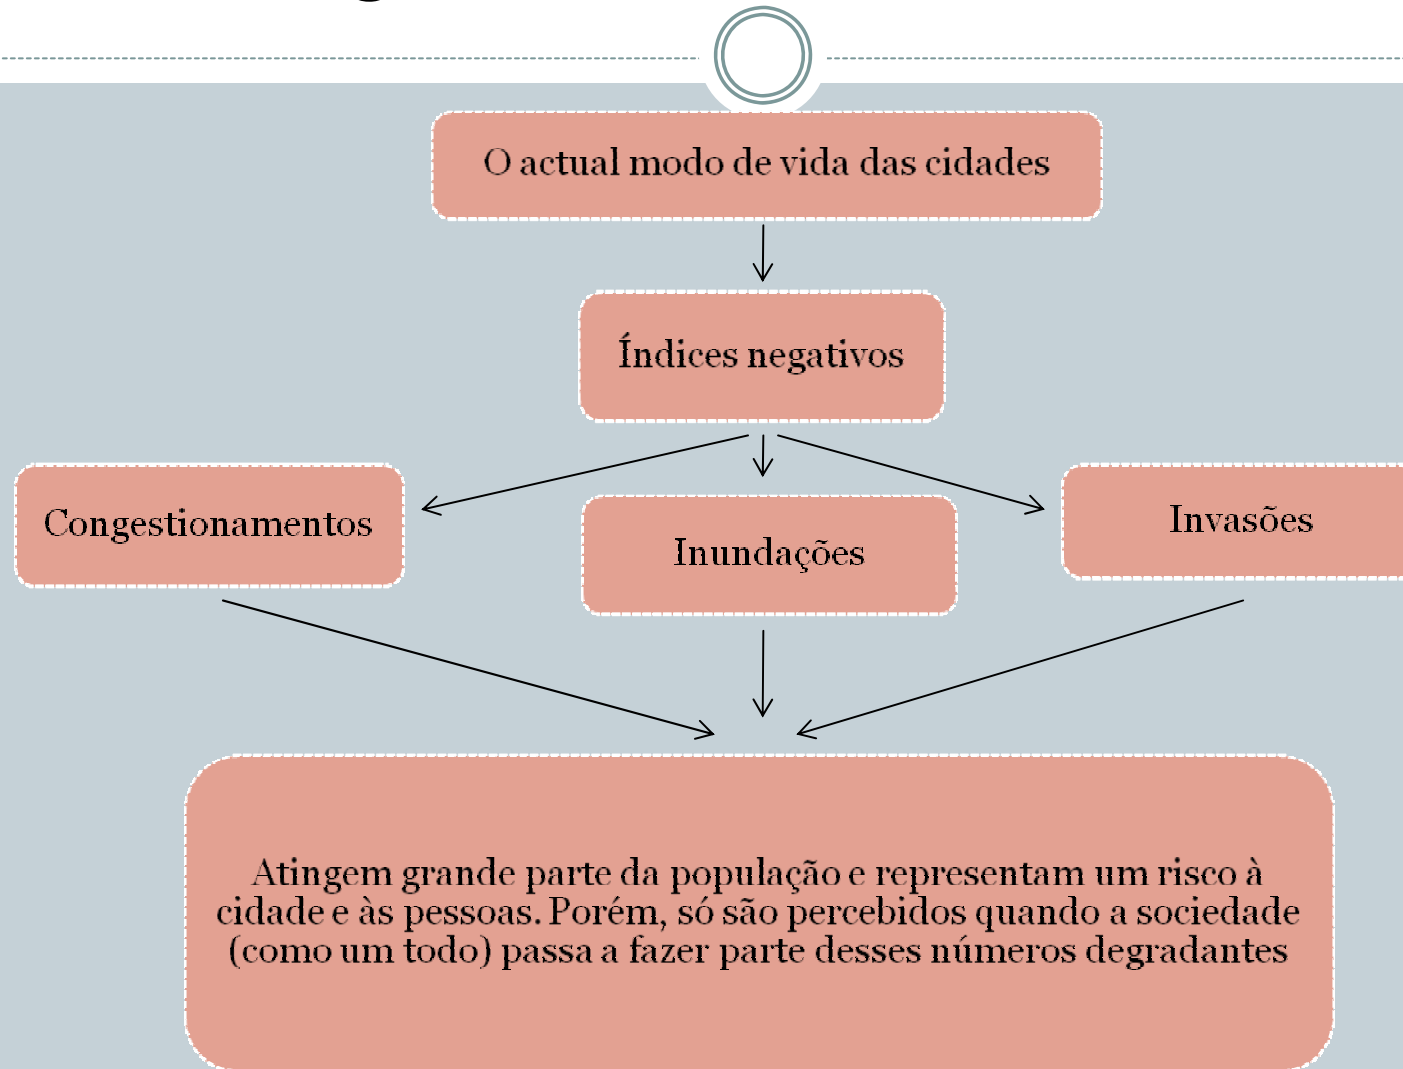 O actual modo de vida das cidades
Índices negativos
Congestionamentos
Inundações
Invasões
Atingem grande parte da população e representam um risco à
cidade e às pessoas. Porém, só são percebidos quando a sociedade
(como um todo) passa a fazer parte desses números degradantes